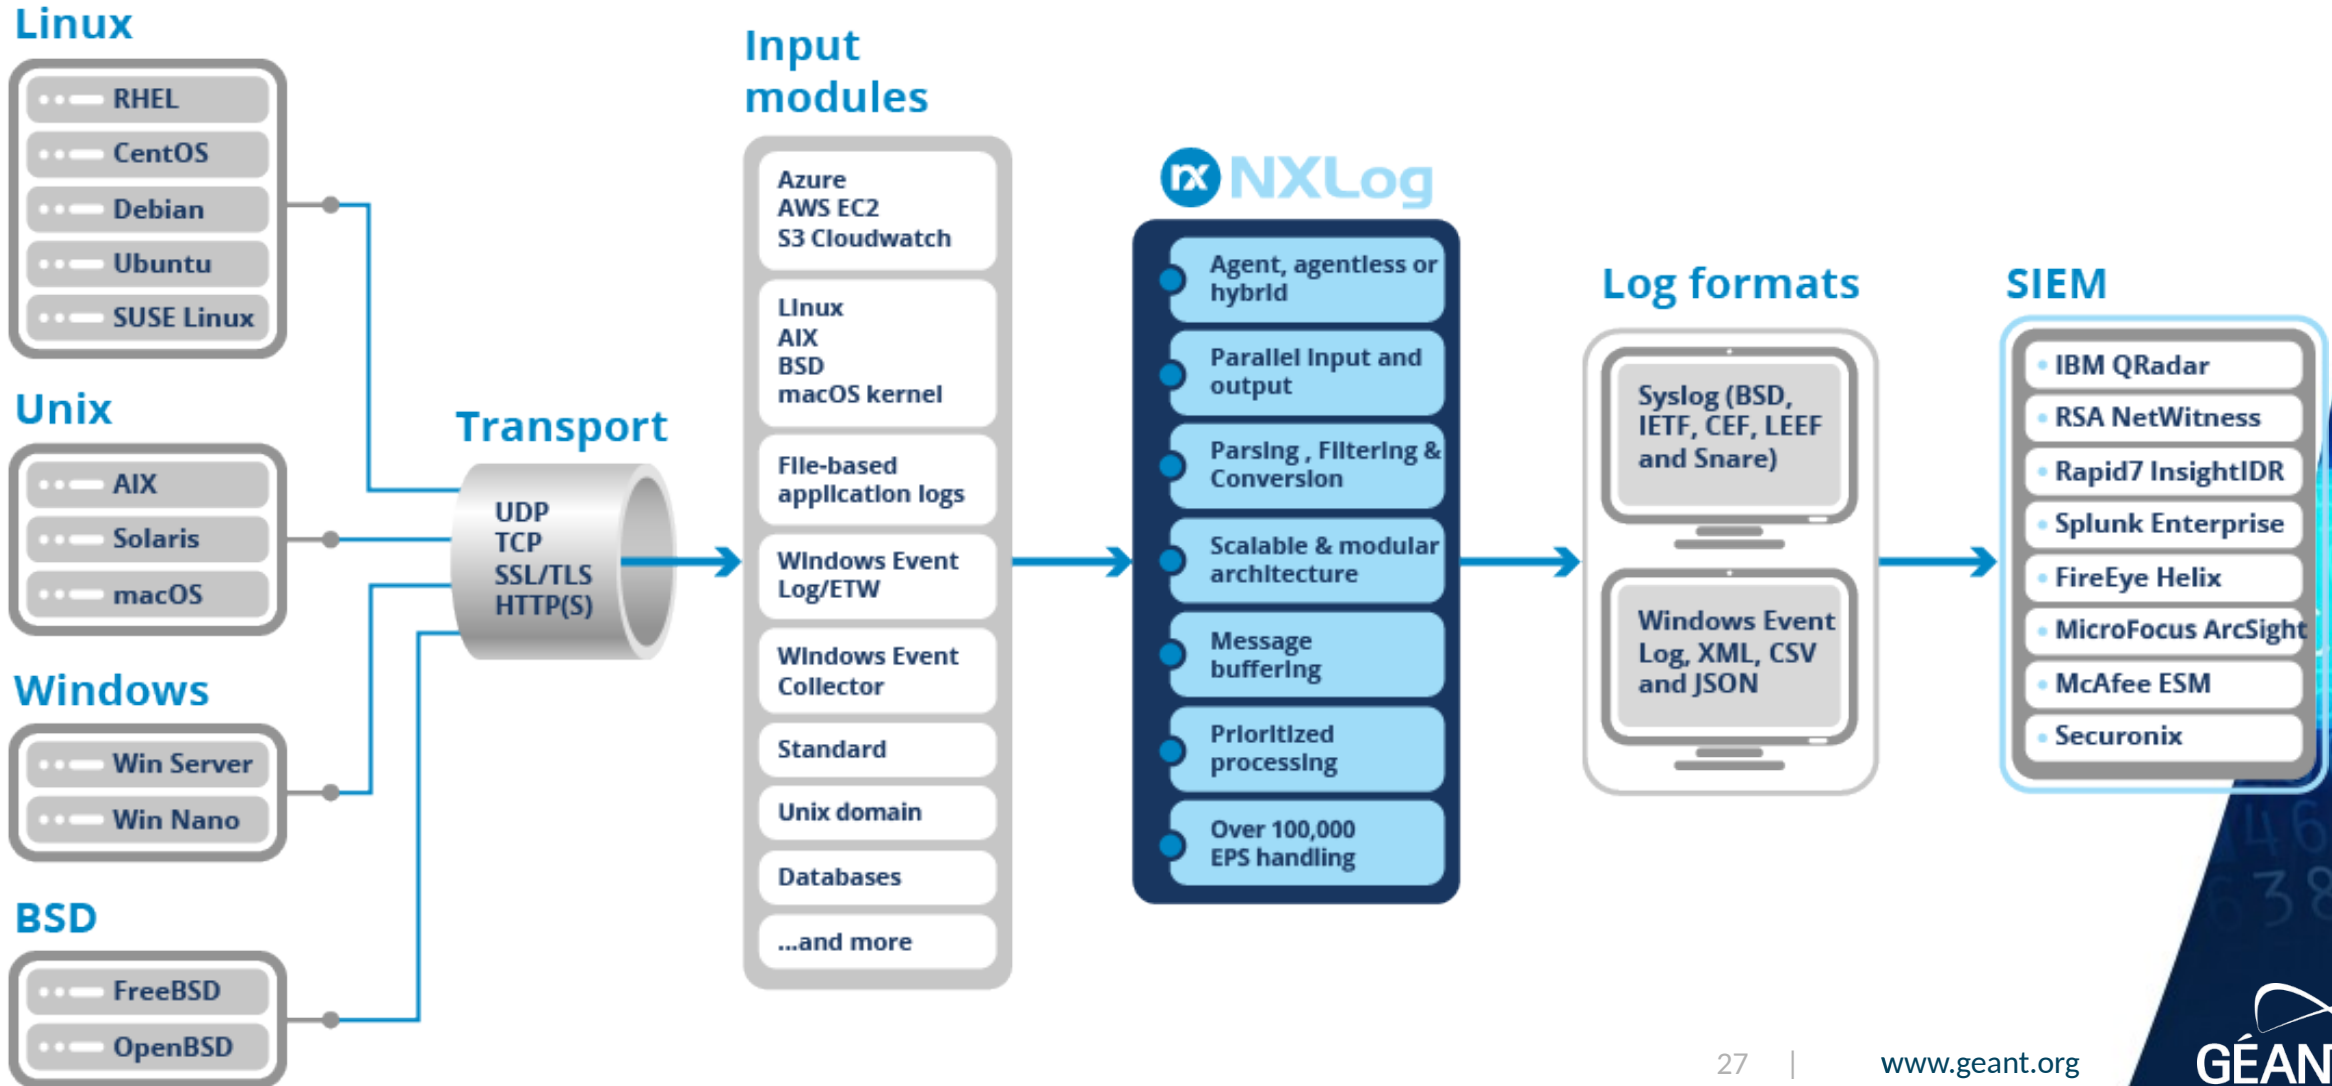 Linux
RHEL
CentOS
Debian
Ubuntu
SUSE Linux
Unix
AIX
Solaris
macOS
Windows
Win Server
Win Nano
BSD
FreeBSD
OpenBSD
Transport
UDP
TCP
SSL/TLS
HTTP(S)
Input
modules
Azure
AWS EC2
S3 Cloudwatch
Linux
AIX
BSD
macOS kernel
File-based
application logs
Windows Event
Log/ETW
Windows Event
Collector
Standard
Unix domain
Databases
...and more
nx NXLog
Agent, agentless or
hybrid
Parallel Input and
output
Parsing , Filtering &
Conversion
Scalable & modular
architecture
Message
buffering
Prioritized
processing
Over 100,000
EPS handling
Log formats
Syslog (BSD,
IETF, CEF, LEEF
and Snare)
Windows Event
Log, XML, CSV
and JSON
SIEM
• IBM QRadar
• RSA NetWitness
• Rapid7 InsightIDR
• Splunk Enterprise
• FireEye Helix
• MicroFocus ArcSight
• McAfee ESM
• Securonix
46
638
27 | www.geant.org
GÉAN